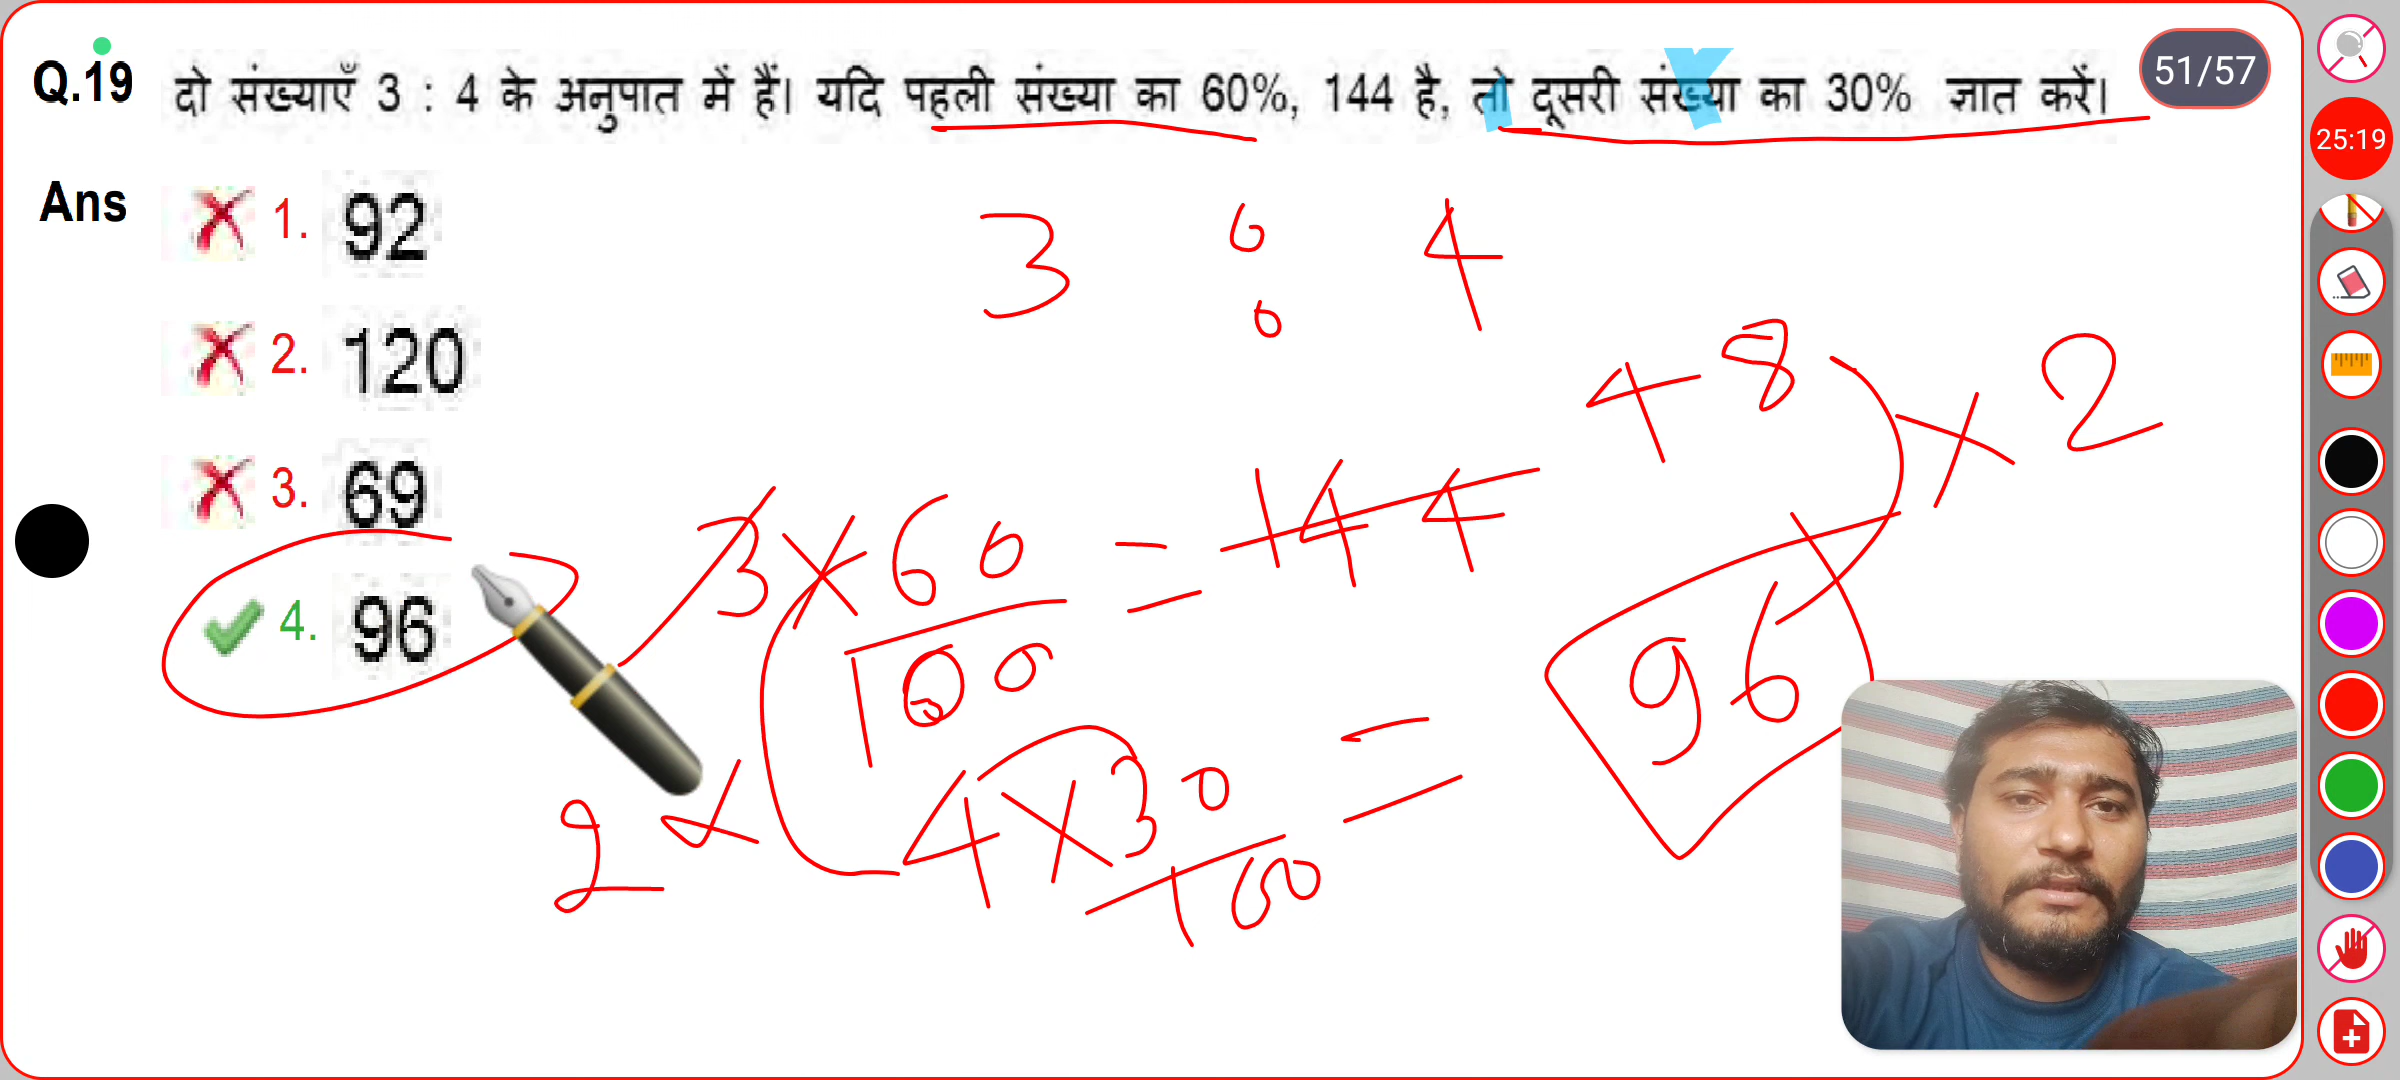 Q.19 दो संख्याएँ 3 : 4 के अनुपात में हैं। यदि पहली संख्या का 60%, 144 है, तो दूसरी संख्या का 30% ज्ञात करें।
51/57
25:19
Ans
1. 92
2. 120
3. 69
4. 96
3 : 4
48 × 2
3 × 60 = 144
100
96
2 × 4 × 30 =
100